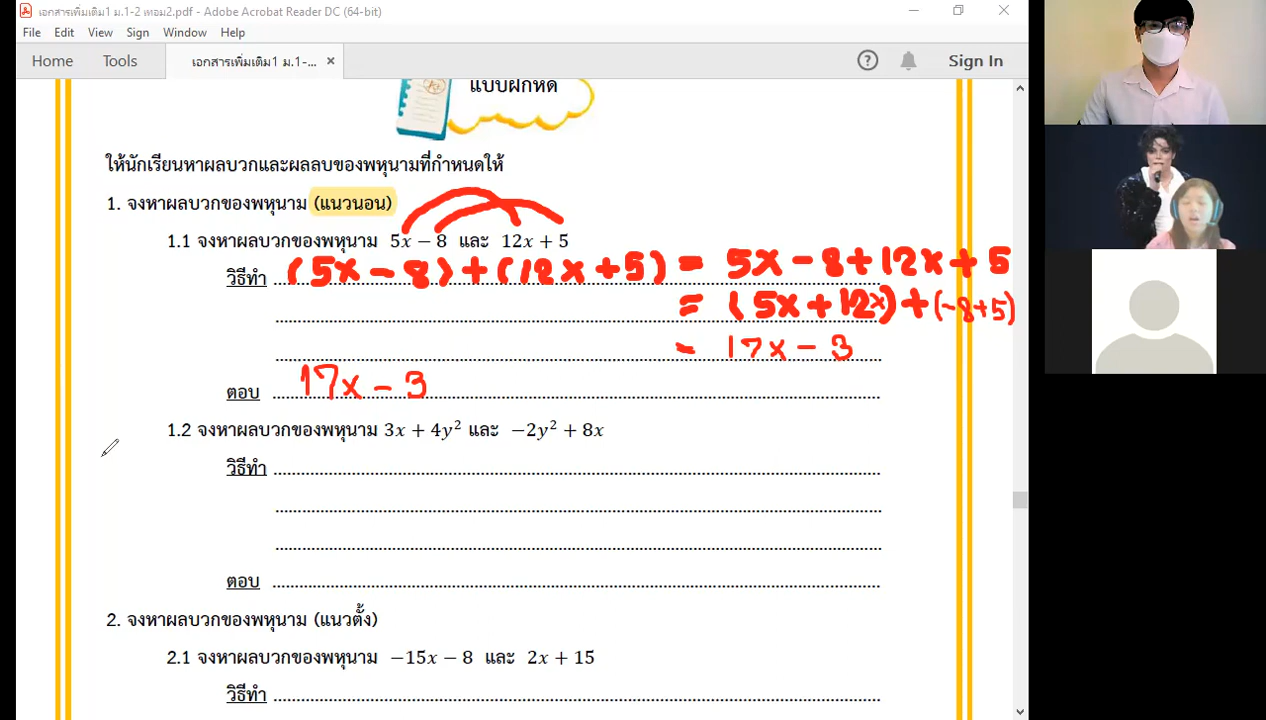 เอกสารเพิ่มเติม1 ม.1-2 เทอม2.pdf - Adobe Acrobat Reader DC (64-bit)
File Edit View Sign Window Help
Home Tools เอกสารเพิ่มเติม1 ม.1-... × ? Sign In
แบบฝึกหัด
ให้นักเรียนหาผลบวกและผลลบของพหุนามที่กำหนดให้
1. จงหาผลบวกของพหุนาม (แนวนอน)
1.1 จงหาผลบวกของพหุนาม 5x − 8 และ 12x + 5
วิธีทำ (5x − 8) + (12x + 5) = 5x − 8 + 12x + 5
= (5x + 12x) + (−8+5)
= 17x − 3
ตอบ 17x − 3
1.2 จงหาผลบวกของพหุนาม 3x + 4y² และ −2y² + 8x
วิธีทำ
ตอบ
2. จงหาผลบวกของพหุนาม (แนวตั้ง)
2.1 จงหาผลบวกของพหุนาม −15x − 8 และ 2x + 15
วิธีทำ